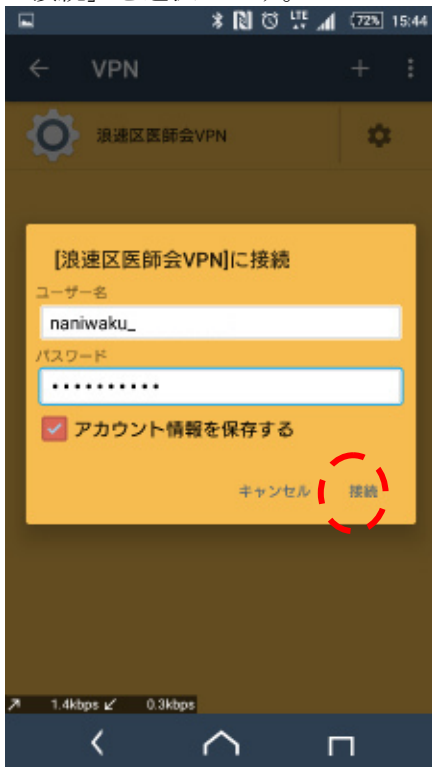 LTE 72% 15:44
VPN
浪速区医師会VPN
[浪速区医師会VPN]に接続
ユーザー名
naniwaku_
パスワード
••••••••••
アカウント情報を保存する
キャンセル 接続
1.4kbps 0.3kbps